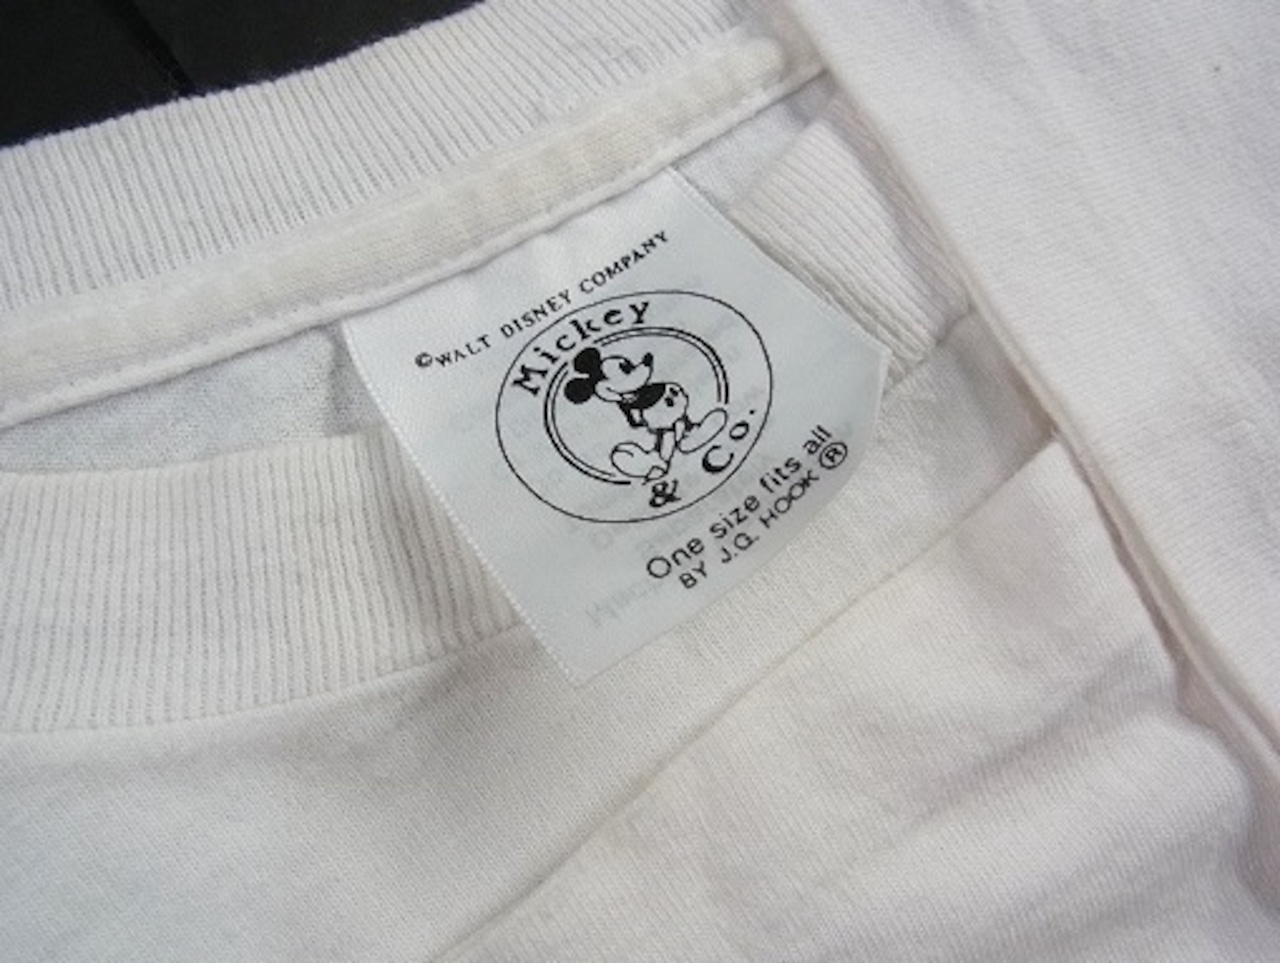 ©WALT DISNEY COMPANY
Mickey
& Co.
One size fits all
BY J.G. HOOK ®